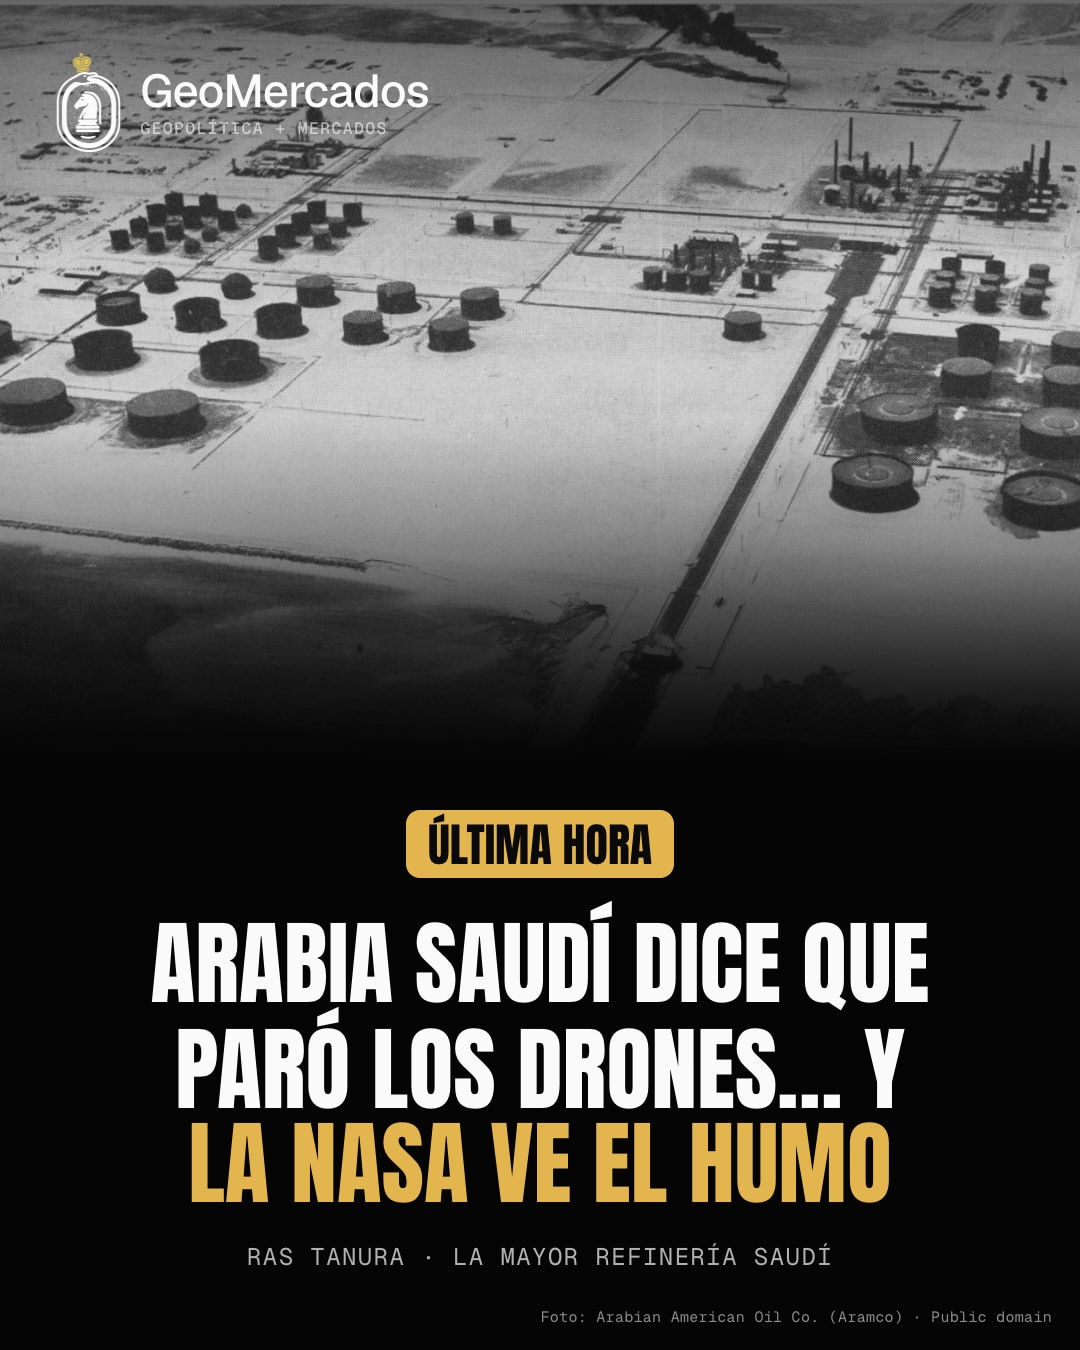 GeoMercados
GEOPOLÍTICA + MERCADOS
ÚLTIMA HORA
ARABIA SAUDÍ DICE QUE
PARÓ LOS DRONES... Y
LA NASA VE EL HUMO
RAS TANURA · LA MAYOR REFINERÍA SAUDÍ
Foto: Arabian American Oil Co. (Aramco) · Public domain